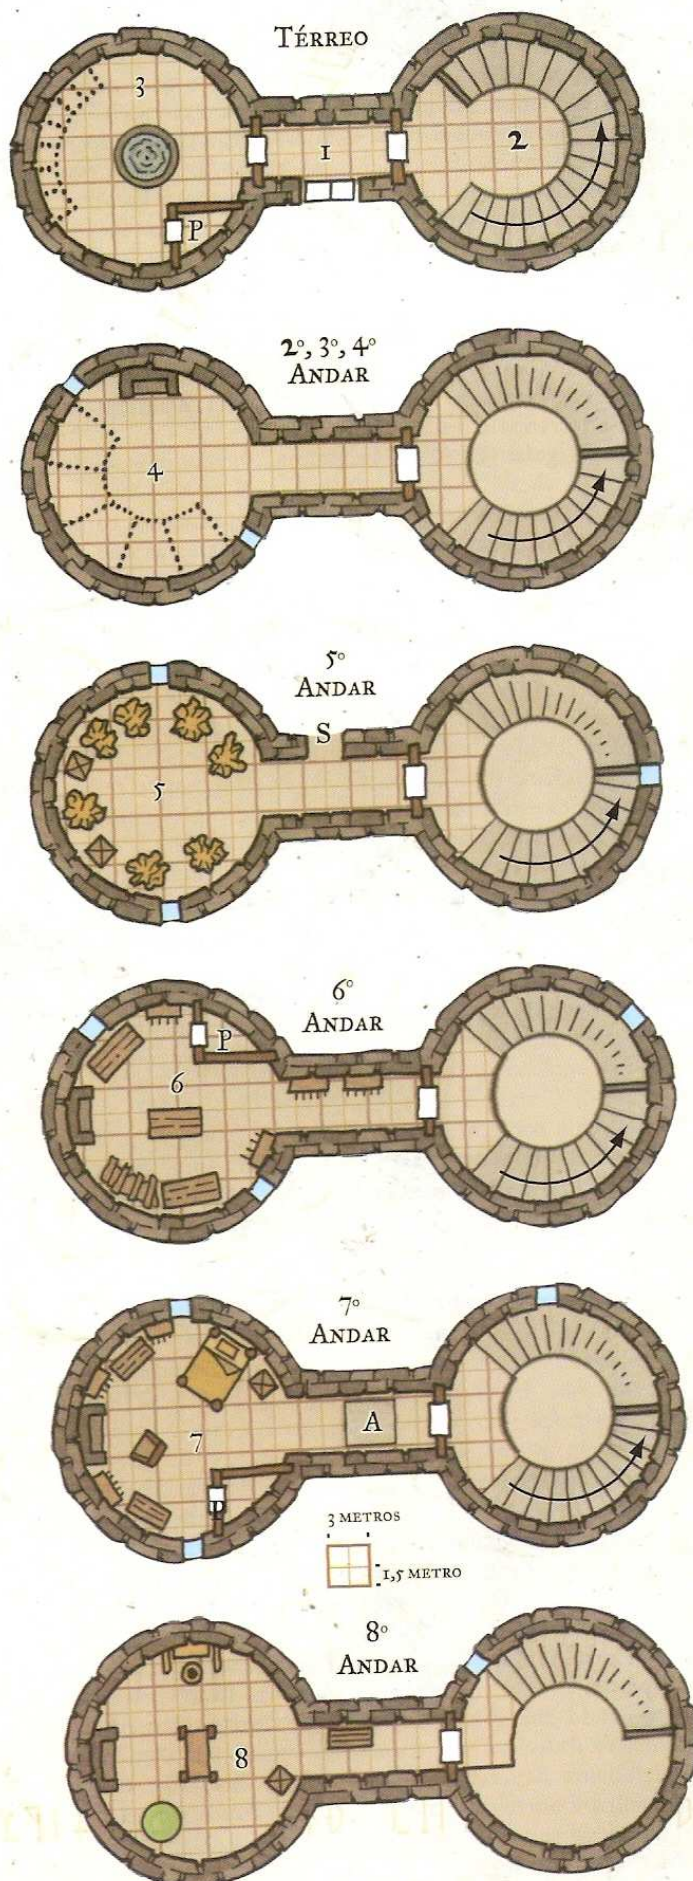 TÉRREO
3
1
2
P
2º, 3º, 4º
ANDAR
4
5º
ANDAR
S
5
6º
ANDAR
P
6
7º
ANDAR
A
7
P
3 METROS
1,5 METRO
8º
ANDAR
8